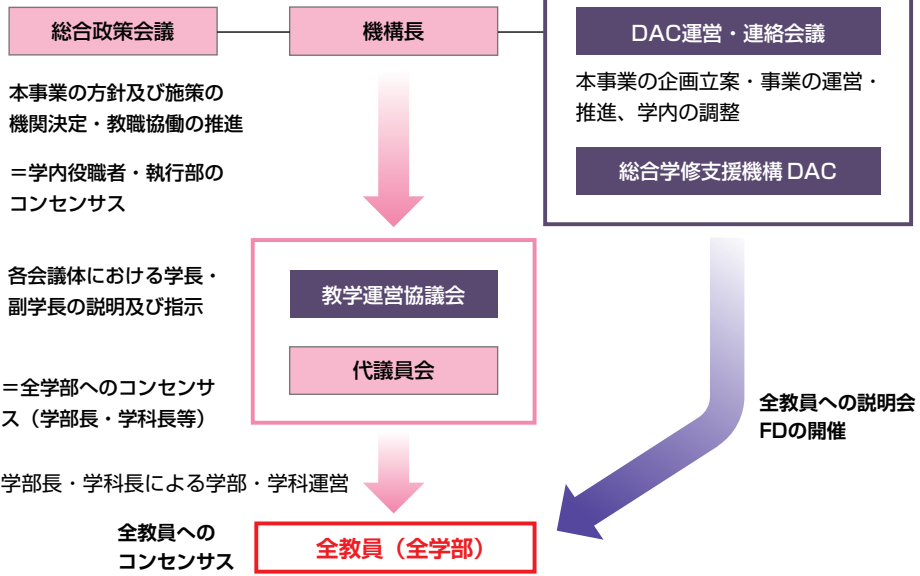 総合政策会議
機構長
DAC運営・連絡会議
本事業の方針及び施策の
機関決定・教職協働の推進
本事業の企画立案・事業の運営・
推進、学内の調整
＝学内役職者・執行部の
コンセンサス
総合学修支援機構DAC
各会議体における学長・
副学長の説明及び指示
教学運営協議会
代議員会
＝全学部へのコンセンサ
ス（学部長・学科長等）
全教員への説明会
FDの開催
学部長・学科長による学部・学科運営
全教員への
コンセンサス
全教員（全学部）